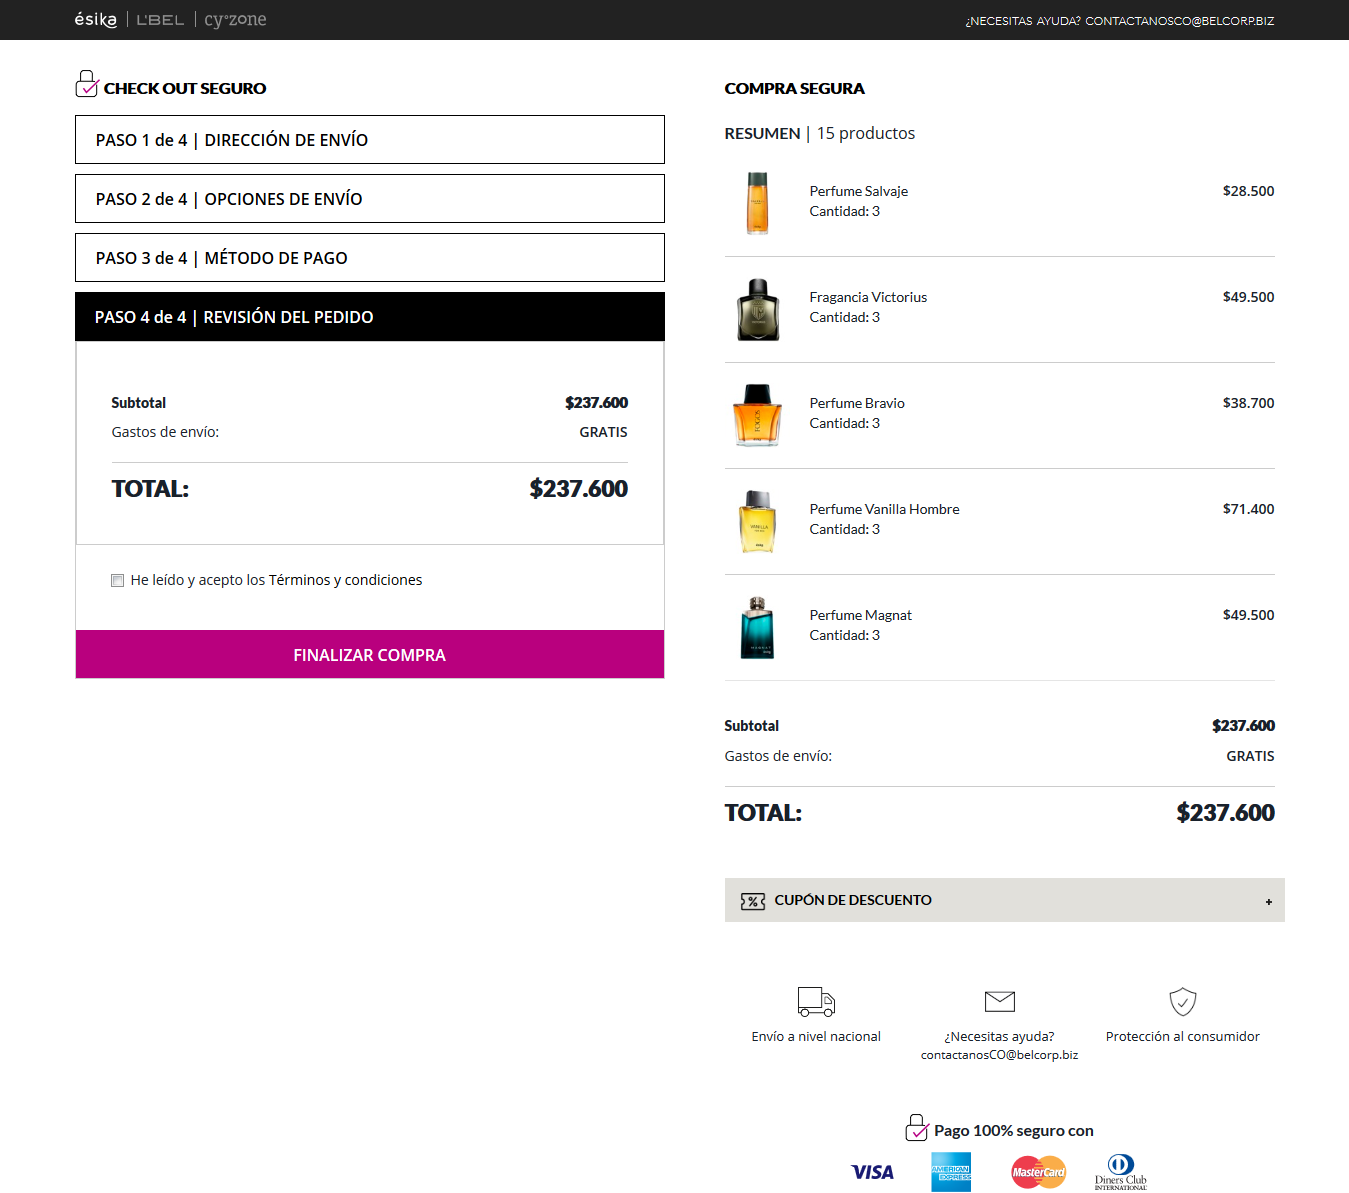 ésika | L'BEL | cy°zone
¿NECESITAS AYUDA? CONTACTANOSCO@BELCORP.BIZ
CHECK OUT SEGURO
PASO 1 de 4 | DIRECCIÓN DE ENVÍO
PASO 2 de 4 | OPCIONES DE ENVÍO
PASO 3 de 4 | MÉTODO DE PAGO
PASO 4 de 4 | REVISIÓN DEL PEDIDO
Subtotal $237.600
Gastos de envío: GRATIS
TOTAL: $237.600
He leído y acepto los Términos y condiciones
FINALIZAR COMPRA
COMPRA SEGURA
RESUMEN | 15 productos
Perfume Salvaje $28.500
Cantidad: 3
Fragancia Victorius $49.500
Cantidad: 3
FOGOS
Perfume Bravio $38.700
Cantidad: 3
VANILLA
Perfume Vanilla Hombre $71.400
Cantidad: 3
MAGNAT
Perfume Magnat $49.500
Cantidad: 3
Subtotal $237.600
Gastos de envío: GRATIS
TOTAL: $237.600
% CUPÓN DE DESCUENTO +
Envío a nivel nacional
¿Necesitas ayuda?
contactanosCO@belcorp.biz
Protección al consumidor
Pago 100% seguro con
VISA
AMERICAN EXPRESS
MasterCard
Diners Club
INTERNATIONAL